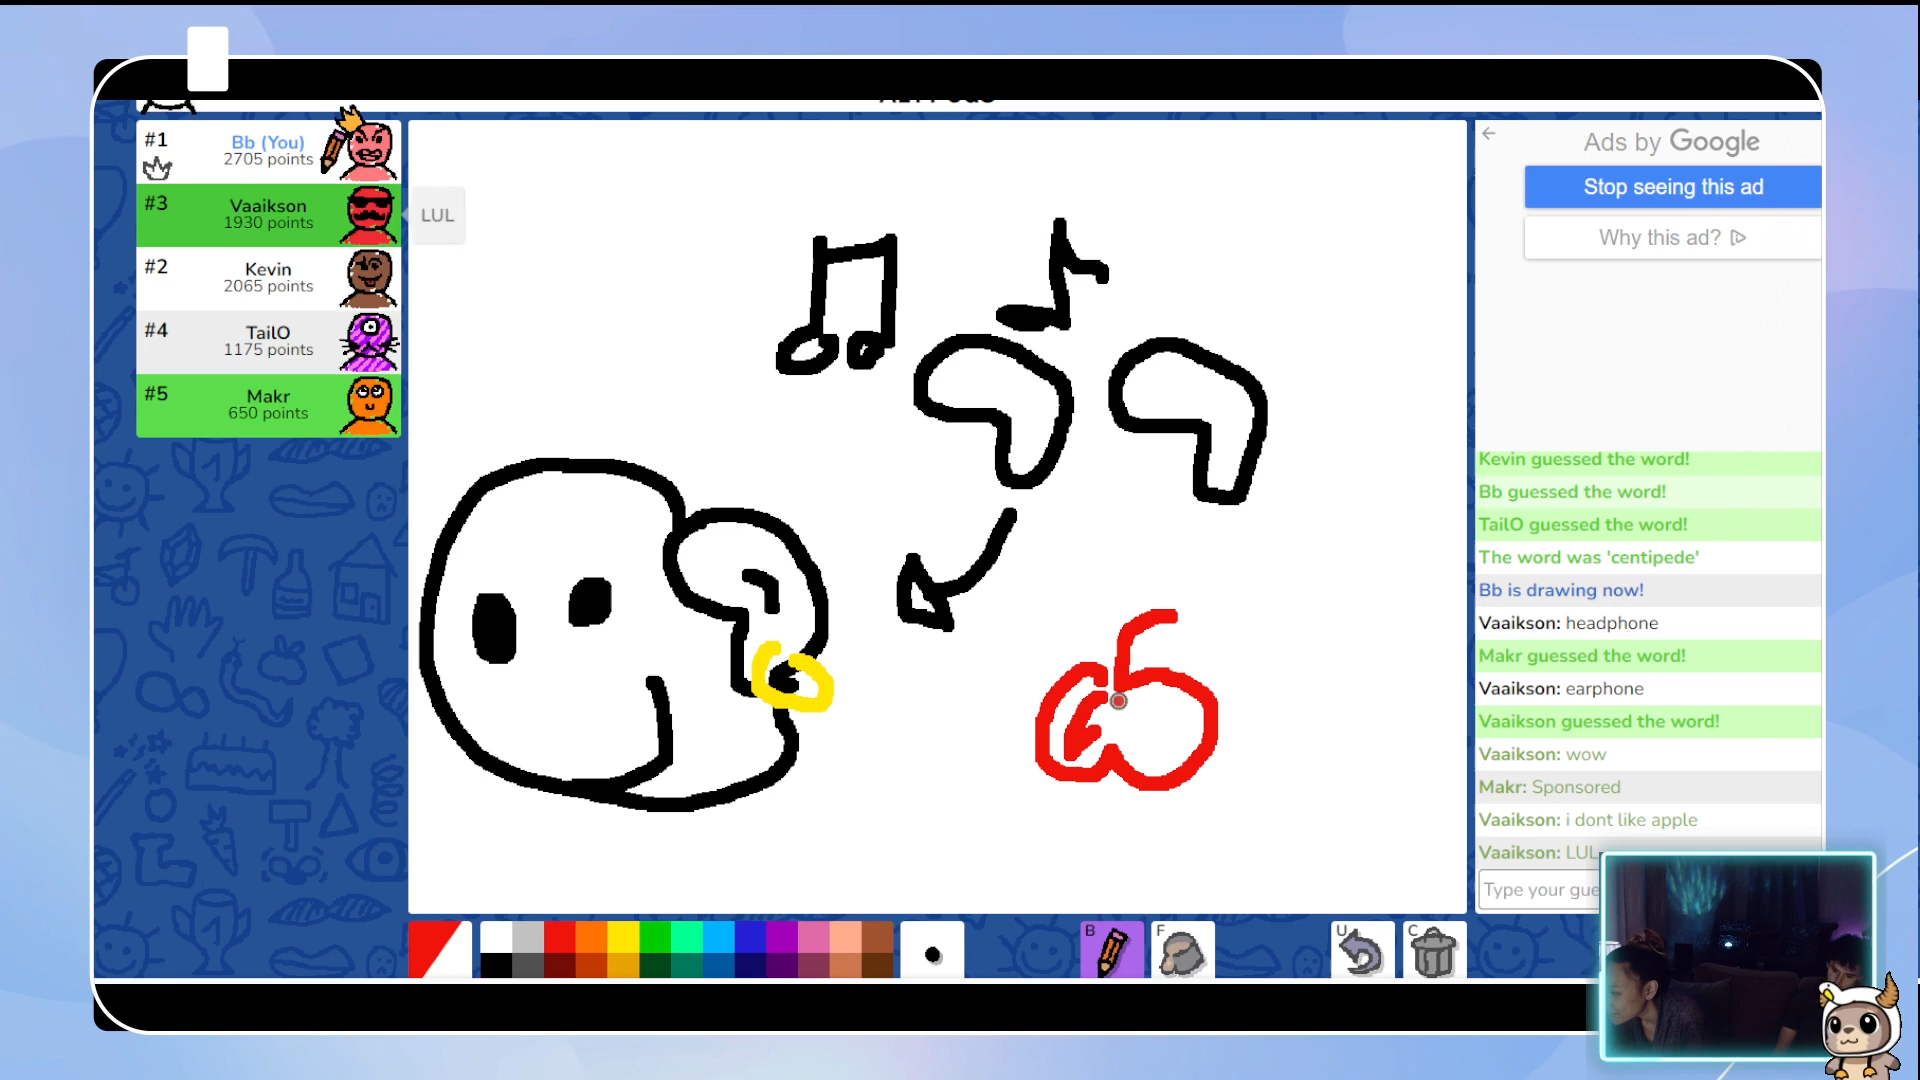 #1
Bb (You)
2705 points
#3
Vaaikson
1930 points
LUL
#2
Kevin
2065 points
#4
TailO
1175 points
#5
Makr
650 points
Ads by Google
Stop seeing this ad
Why this ad?
Kevin guessed the word!
Bb guessed the word!
TailO guessed the word!
The word was 'centipede'
Bb is drawing now!
Vaaikson: headphone
Makr guessed the word!
Vaaikson: earphone
Vaaikson guessed the word!
Vaaikson: wow
Makr: Sponsored
Vaaikson: i dont like apple
Vaaikson: LUL
Type your gue
B
F
U
C